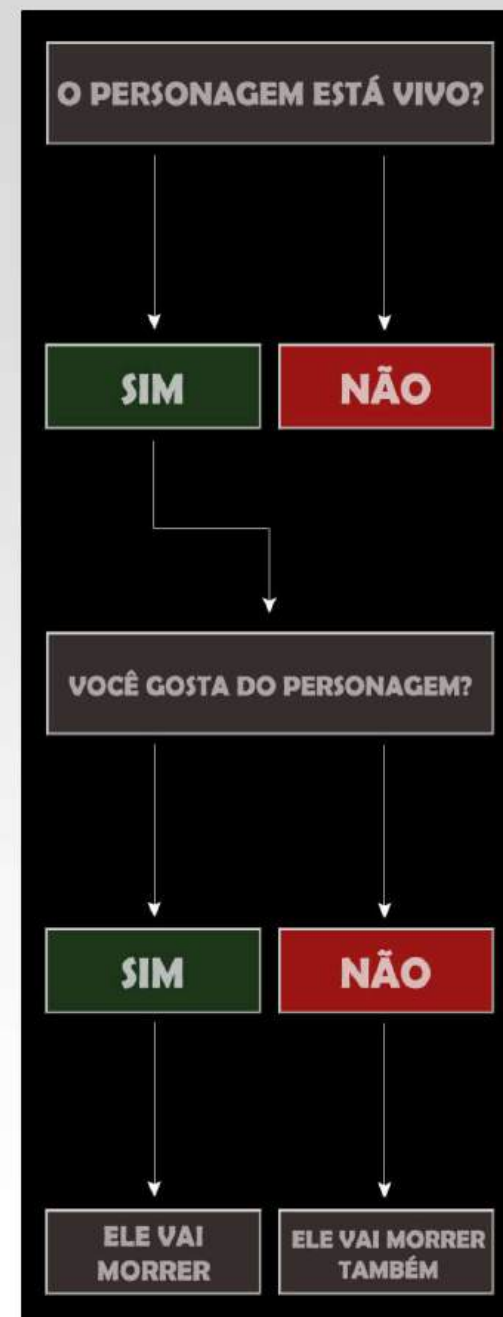 O PERSONAGEM ESTÁ VIVO?
SIM
NÃO
VOCÊ GOSTA DO PERSONAGEM?
SIM
NÃO
ELE VAI
MORRER
ELE VAI MORRER
TAMBÉM